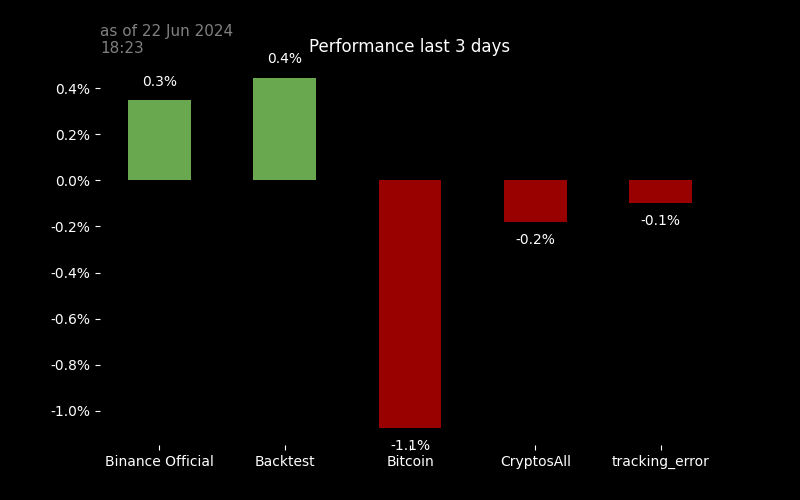 as of 22 Jun 2024
18:23
Performance last 3 days
0.3%
0.4%
0.4%
0.2%
0.0%
-0.2%
-0.4%
-0.6%
-0.8%
-1.0%
-0.2%
-0.1%
-1.1%
Binance Official
Backtest
Bitcoin
CryptosAll
tracking_error